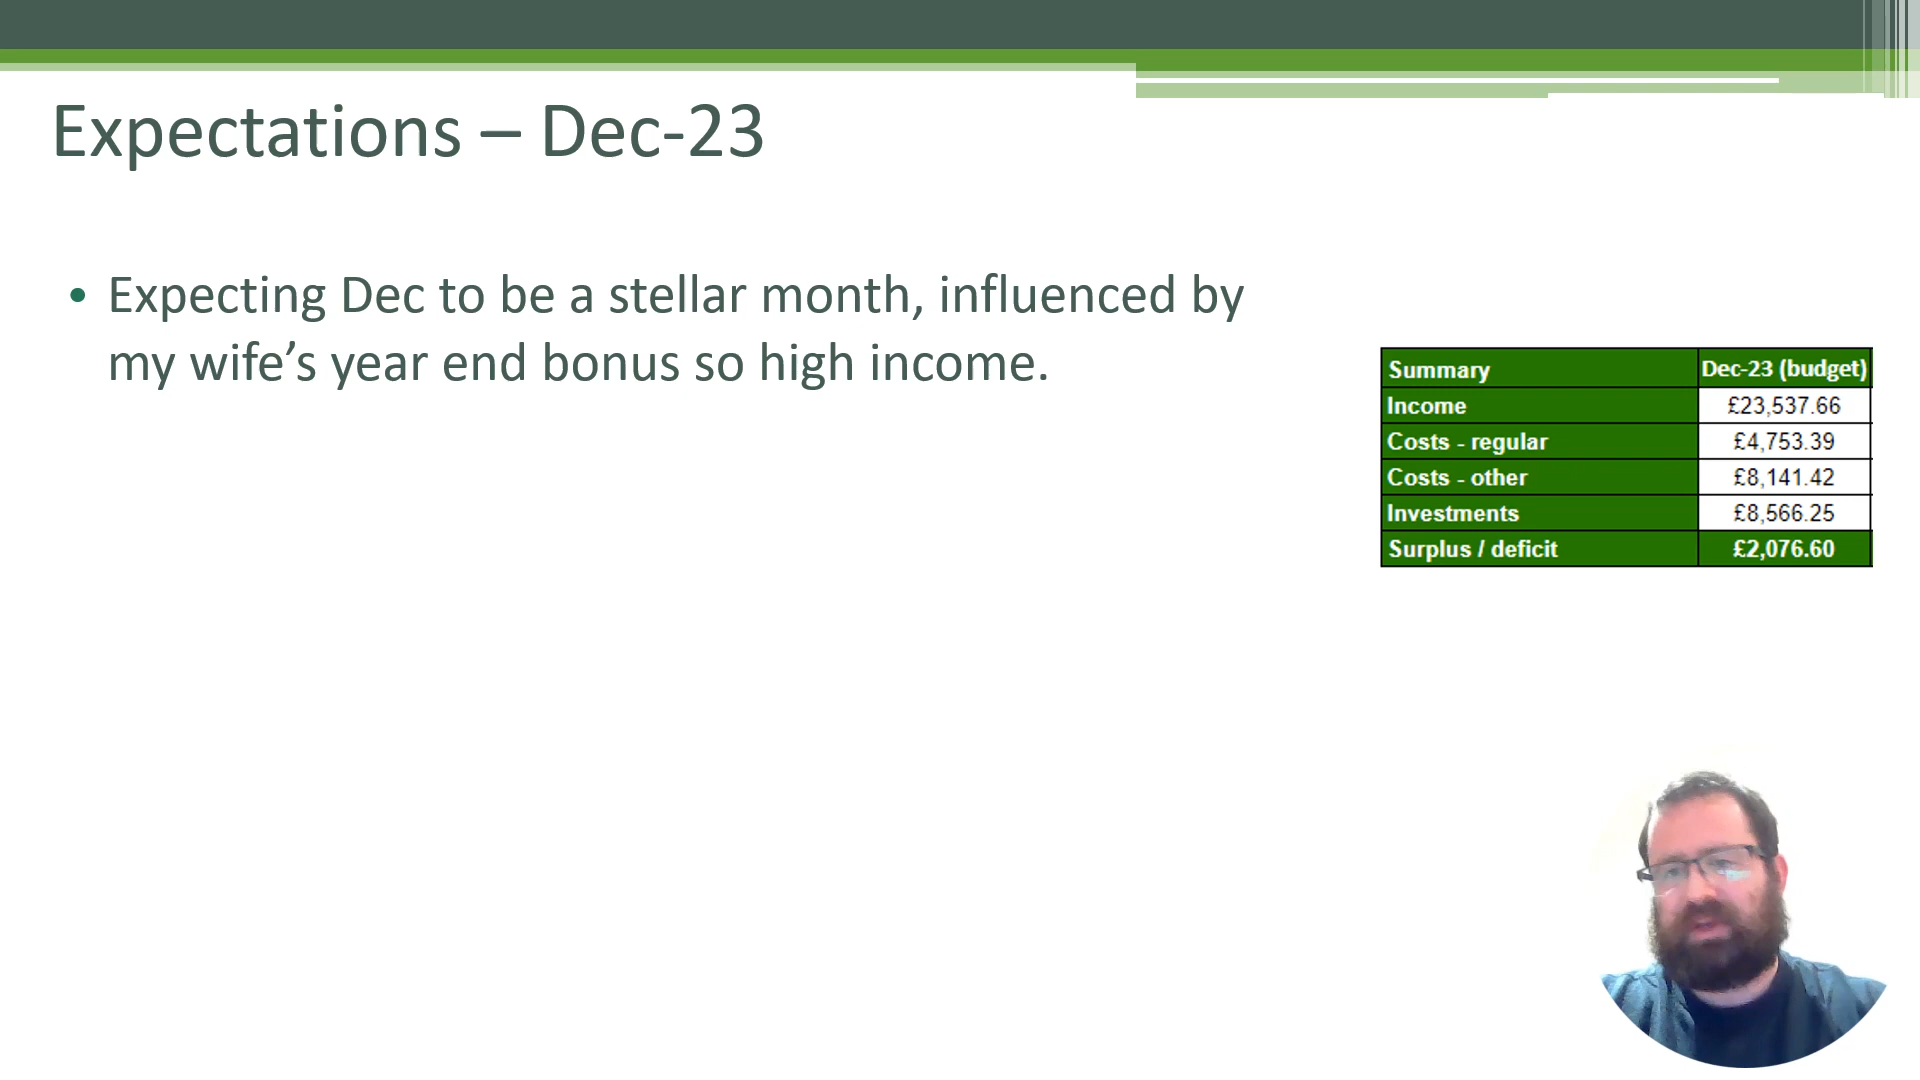 Expectations – Dec-23
• Expecting Dec to be a stellar month, influenced by
my wife’s year end bonus so high income.
Summary Dec-23 (budget)
Income £23,537.66
Costs - regular £4,753.39
Costs - other £8,141.42
Investments £8,566.25
Surplus / deficit £2,076.60